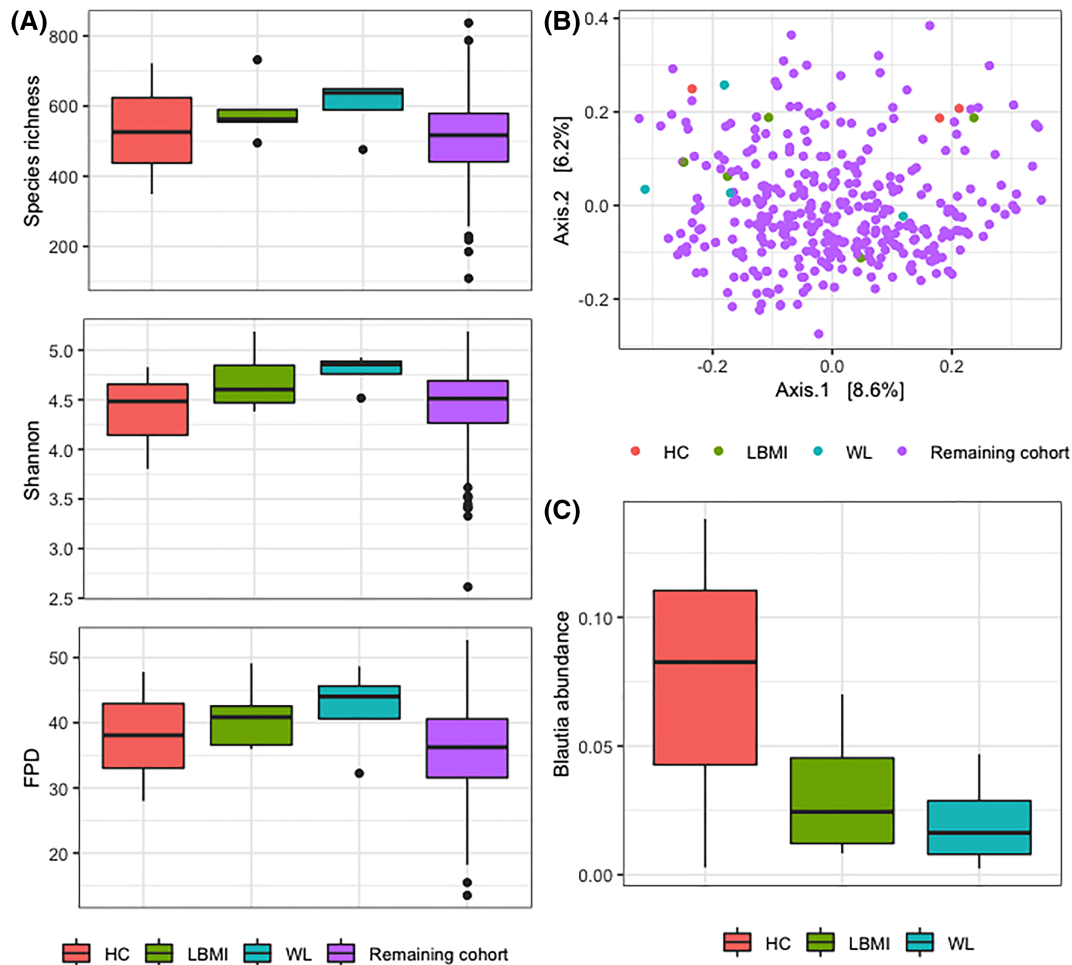 (A)
Species richness
800
600
400
200
Shannon
5.0
4.5
4.0
3.5
3.0
2.5
FPD
50
40
30
20
HC LBMI WL Remaining cohort
(B)
Axis.2 [6.2%]
0.4
0.2
0.0
-0.2
-0.2 0.0 0.2
Axis.1 [8.6%]
HC LBMI WL Remaining cohort
(C)
Blautia abundance
0.10
0.05
0.00
HC LBMI WL